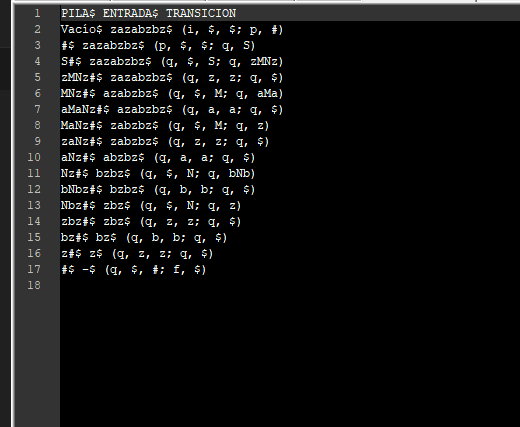 1 PILA$ ENTRADA$ TRANSICION
2 Vacío$ zazabzbz$ (i, $, $; p, #)
3 #$ zazabzbz$ (p, $, $; q, S)
4 S#$ zazabzbz$ (q, $, S; q, zMNz)
5 zMNz#$ zazabzbz$ (q, z, z; q, $)
6 MNz#$ azabzbz$ (q, $, M; q, aMa)
7 aMaNz#$ azabzbz$ (q, a, a; q, $)
8 MaNz#$ zabzbz$ (q, $, M; q, z)
9 zaNz#$ zabzbz$ (q, z, z; q, $)
10 aNz#$ abzbz$ (q, a, a; q, $)
11 Nz#$ bzbz$ (q, $, N; q, bNb)
12 bNbz#$ bzbz$ (q, b, b; q, $)
13 Nbz#$ zbz$ (q, $, N; q, z)
14 zbz#$ zbz$ (q, z, z; q, $)
15 bz#$ bz$ (q, b, b; q, $)
16 z#$ z$ (q, z, z; q, $)
17 #$ -$ (q, $, #; f, $)
18